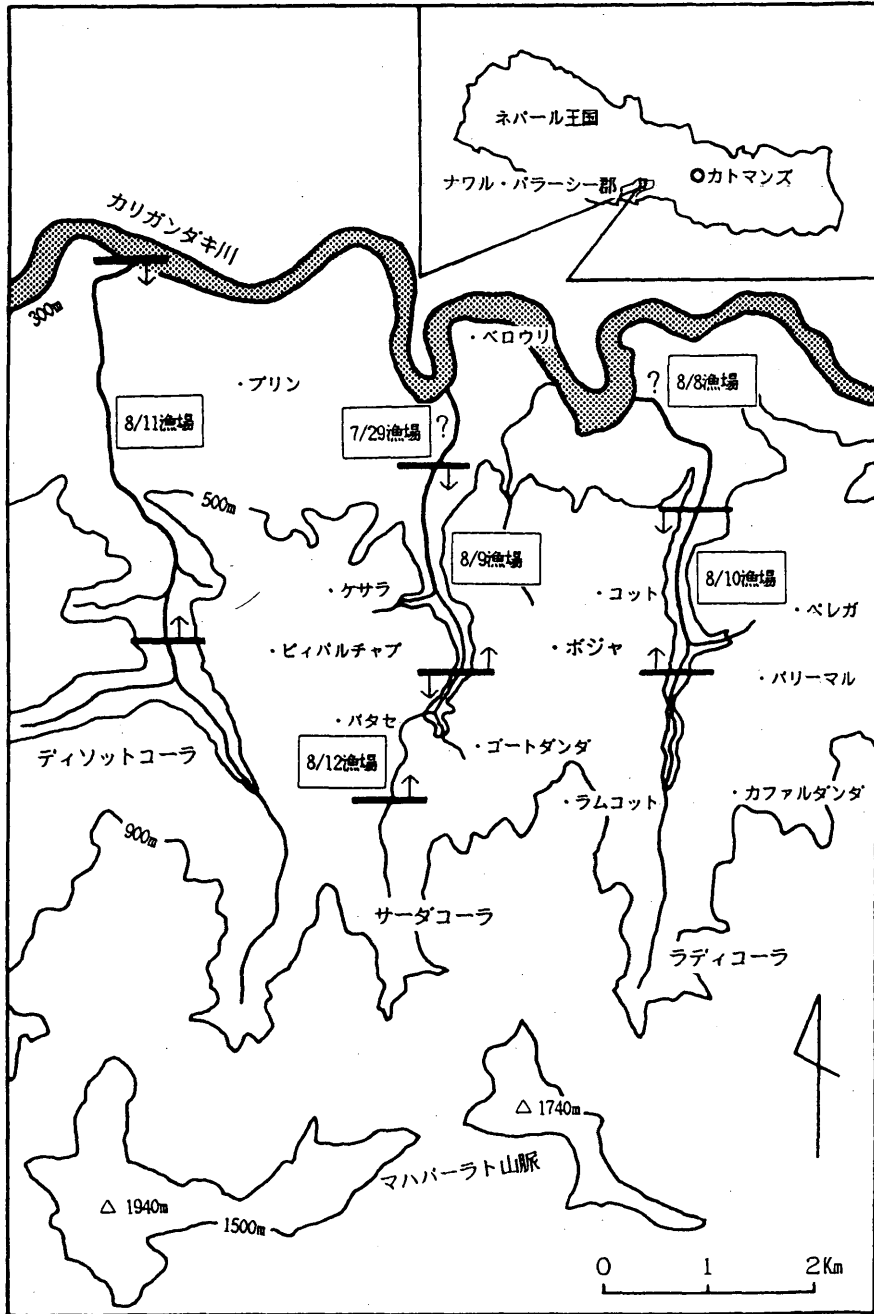 ネパール王国
ナワル・パラーシー郡
カトマンズ
カリガンダキ川
300m
・ベロウリ
・ブリン
?
8/8漁場
8/11漁場
7/29漁場
?
500m
8/9漁場
・ケサラ
・コット
8/10漁場
・ベレガ
・ピィパルチャプ
・ボジャ
・バリーマル
・バタセ
ディソットコーラ
8/12漁場
・ゴートダンダ
・ラムコット
・カファルダンダ
900m
サーダコーラ
ラディコーラ
△ 1740m
マハバーラト山脈
△ 1940m
1500m
0 1 2Km